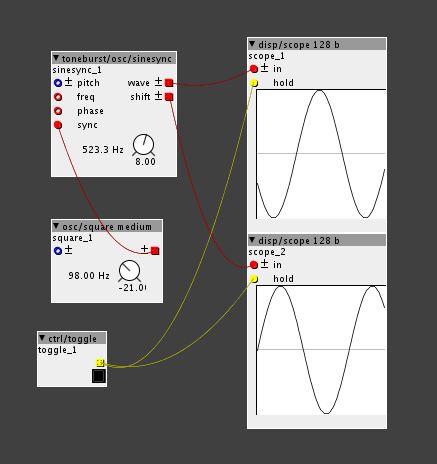 toneburst/osc/sinesync
sinesync_1
pitch
wave
freq
shift
phase
sync
523.3 Hz
8.00
osc/square medium
square_1
98.00 Hz
-21.0(
ctrl/toggle
toggle_1
disp/scope 128 b
scope_1
in
hold
disp/scope 128 b
scope_2
in
hold